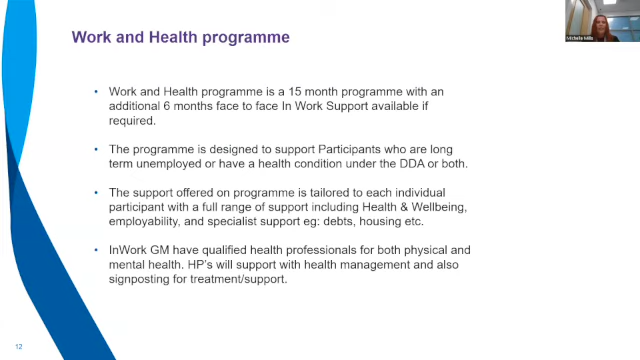 Work and Health programme
• Work and Health programme is a 15 month programme with an
additional 6 months face to face In Work Support available if
required.
• The programme is designed to support Participants who are long
term unemployed or have a health condition under the DDA or both.
• The support offered on programme is tailored to each individual
participant with a full range of support including Health & Wellbeing,
employability, and specialist support eg: debts, housing etc.
• InWork GM have qualified health professionals for both physical and
mental health. HP's will support with health management and also
signposting for treatment/support.
12
Michelle Mills